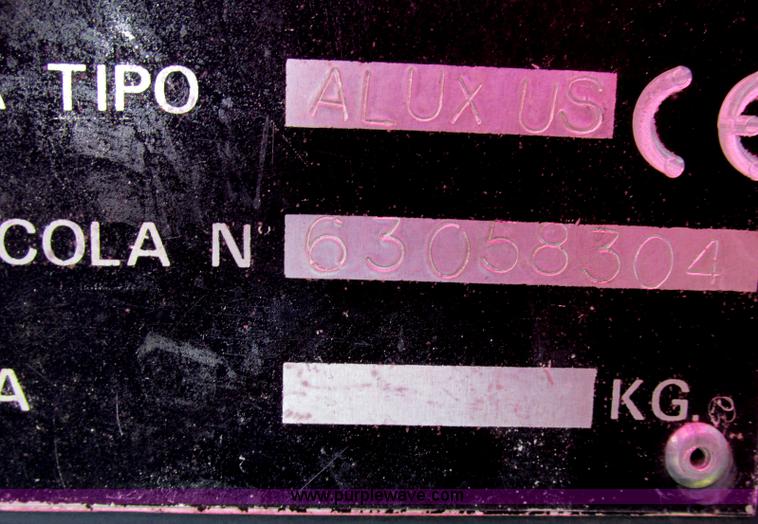 A TIPO ALUX US CE
COLA N° 63058304
A KG.
www.purplewave.com